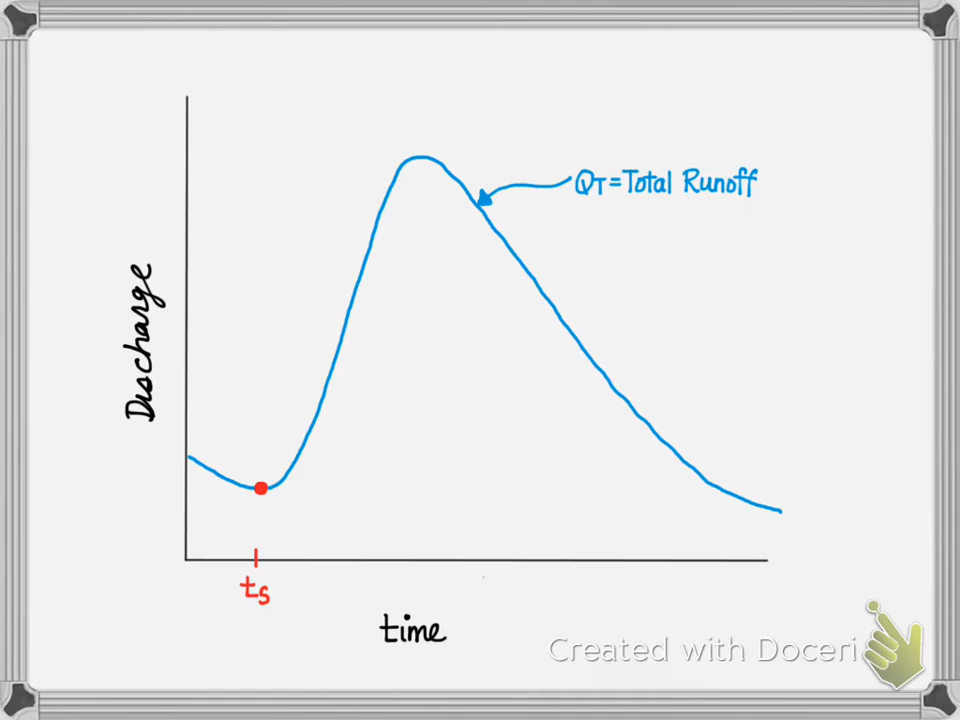 QT=Total Runoff
Discharge
ts
time
Created with Doceri